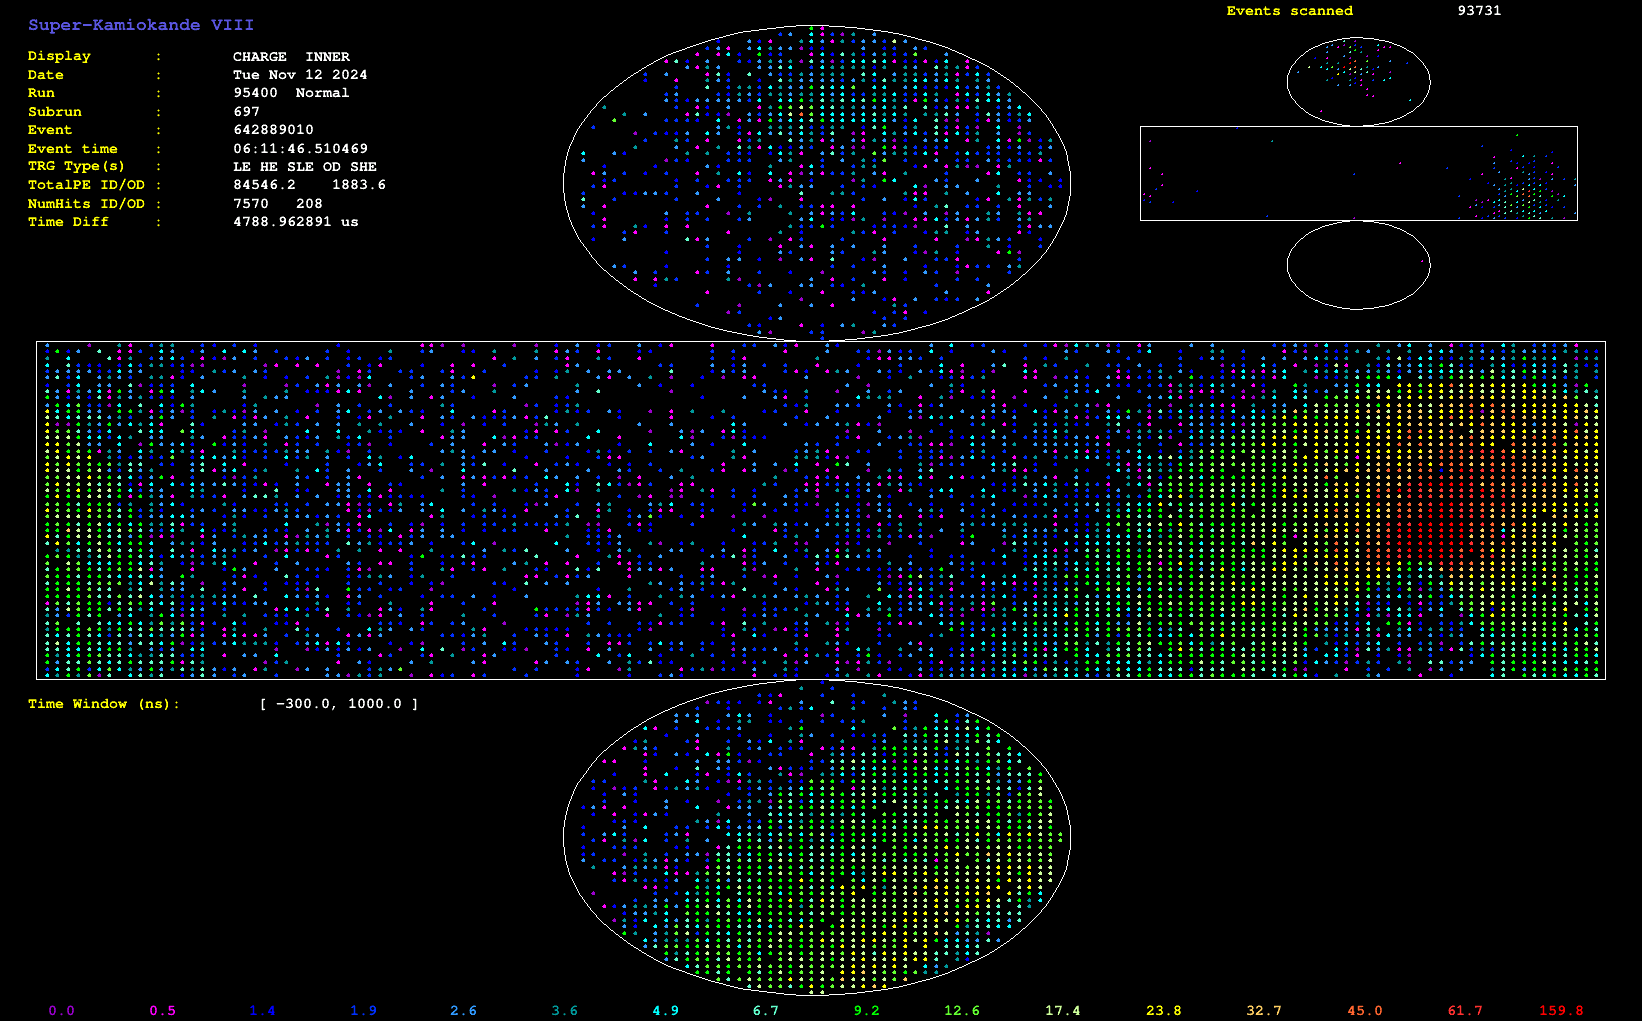 Super-Kamiokande VIII
Events scanned 93731
Display : CHARGE INNER
Date : Tue Nov 12 2024
Run : 95400 Normal
Subrun : 697
Event : 642889010
Event time : 06:11:46.510469
TRG Type(s) : LE HE SLE OD SHE
TotalPE ID/OD : 84546.2 1883.6
NumHits ID/OD : 7570 208
Time Diff : 4788.962891 us
Time Window (ns): [ -300.0, 1000.0 ]
0.0 0.5 1.4 1.9 2.6 3.6 4.9 6.7 9.2 12.6 17.4 23.8 32.7 45.0 61.7 159.8